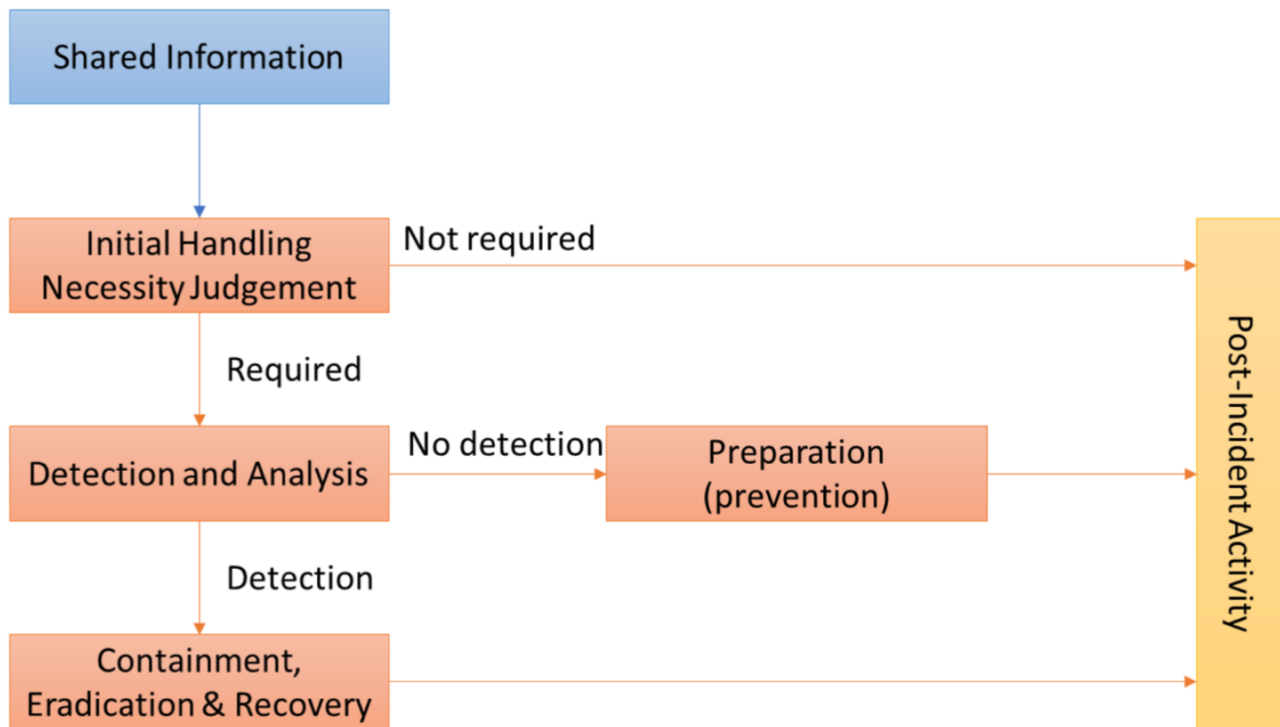 Shared Information
Initial Handling
Necessity Judgement
Not required
Required
Detection and Analysis
No detection
Preparation
(prevention)
Detection
Containment,
Eradication & Recovery
Post-Incident Activity